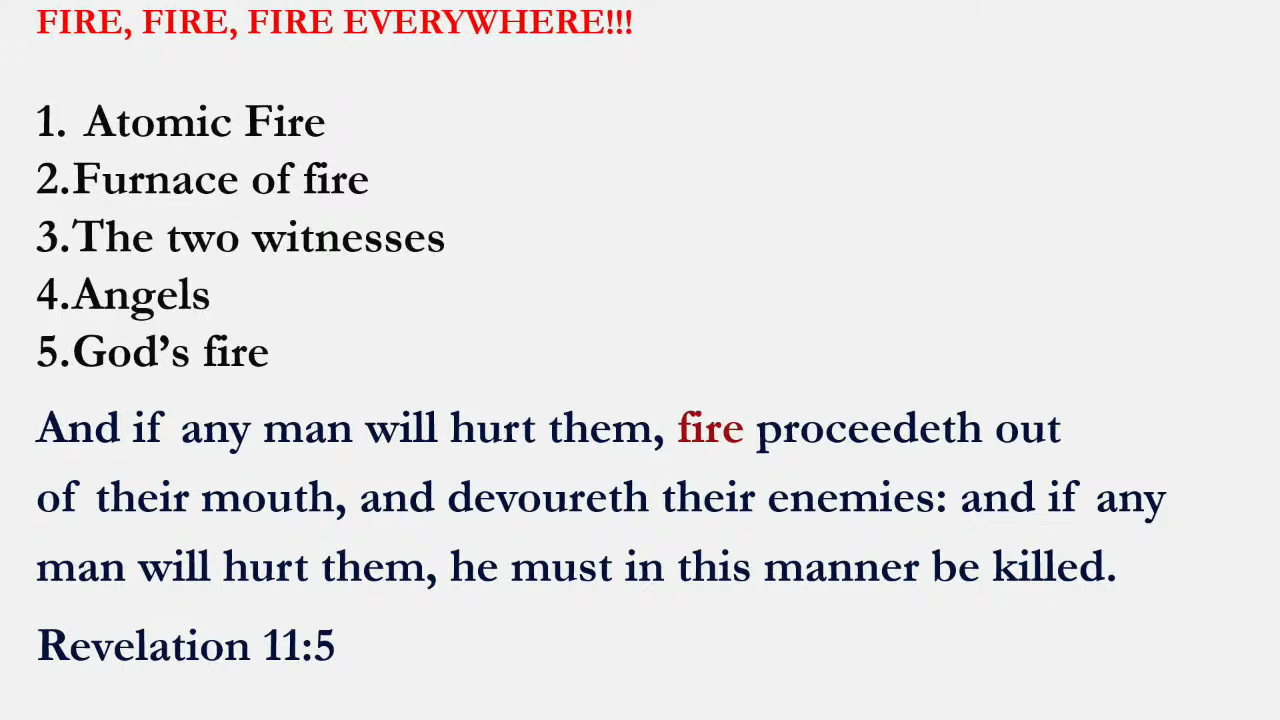 FIRE, FIRE, FIRE EVERYWHERE!!!
1. Atomic Fire
2.Furnace of fire
3.The two witnesses
4.Angels
5.God’s fire
And if any man will hurt them, fire proceedeth out
of their mouth, and devoureth their enemies: and if any
man will hurt them, he must in this manner be killed.
Revelation 11:5